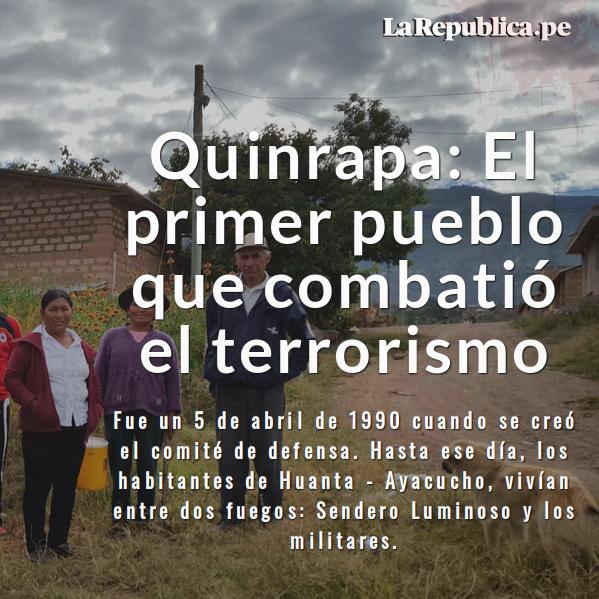 LaRepublica.pe
Quinrapa: El
primer pueblo
que combatió
el terrorismo
Fue un 5 de abril de 1990 cuando se creó
el comité de defensa. Hasta ese día, los
habitantes de Huanta - Ayacucho, vivían
entre dos fuegos: Sendero Luminoso y los
militares.